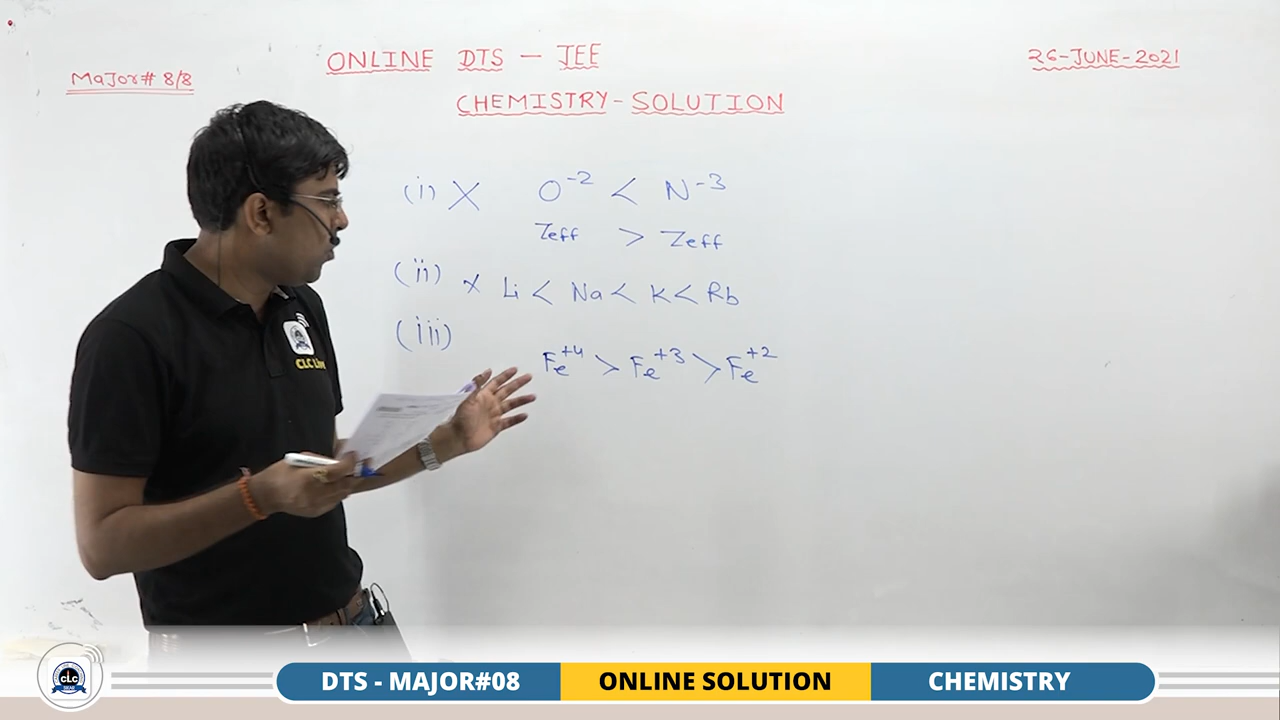 ONLINE DTS - JEE
26-JUNE-2021
MaJor# 8/8
CHEMISTRY-SOLUTION
(i) X O⁻² < N⁻³
Zeff > Zeff
(ii) x Li < Na < K < Rb
(iii)
Fe⁺⁴ > Fe⁺³ > Fe⁺²
CLC
CLC
DTS - MAJOR#08
ONLINE SOLUTION
CHEMISTRY